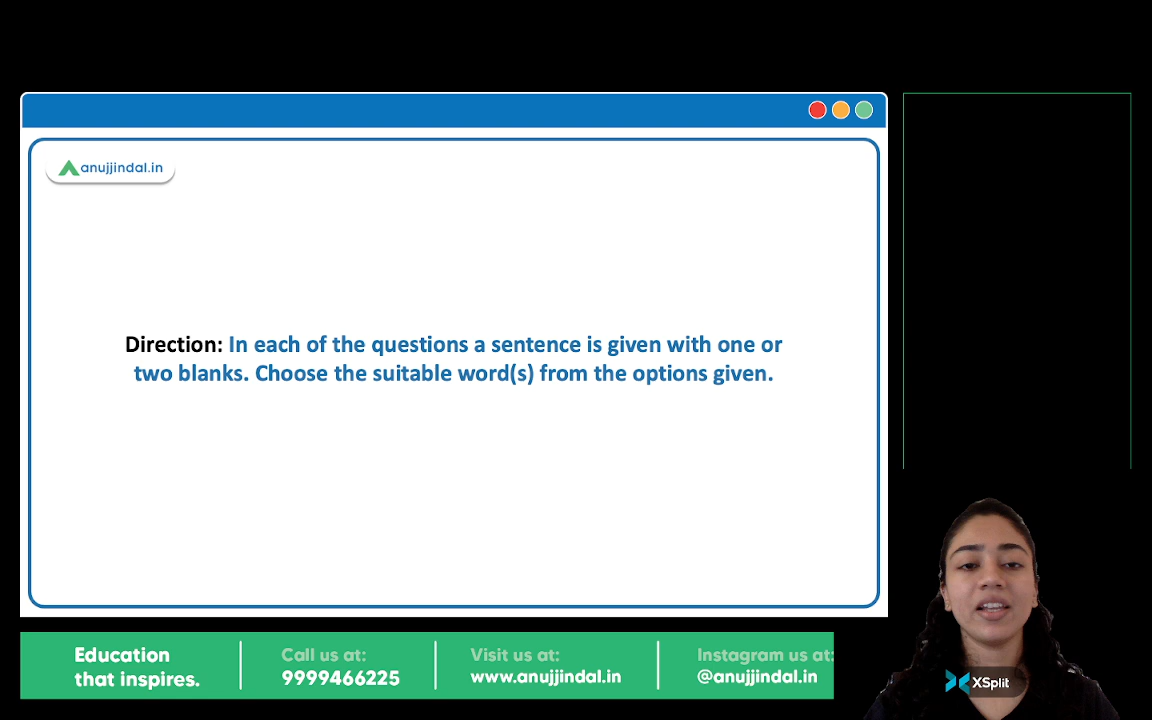 anujjindal.in
Direction: In each of the questions a sentence is given with one or
two blanks. Choose the suitable word(s) from the options given.
Education
that inspires.
Call us at:
9999466225
Visit us at:
www.anujjindal.in
Instagram us at:
@anujjindal.in
XSplit